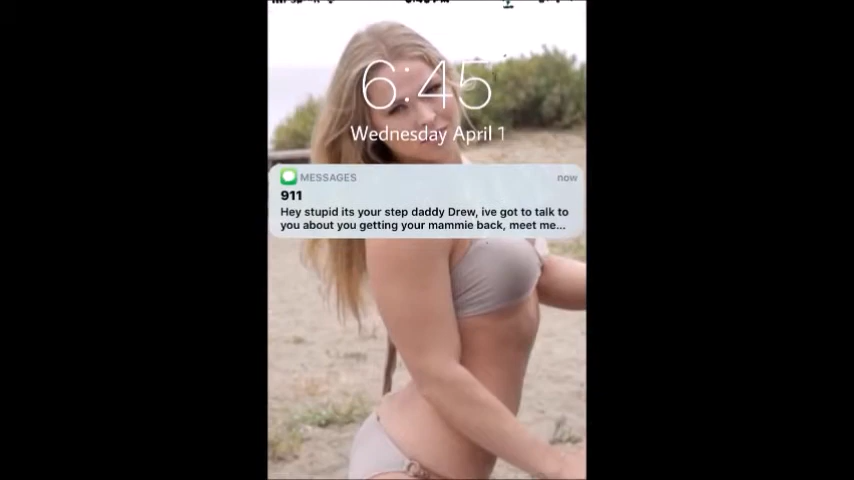 6:45
Wednesday April 1
MESSAGES now
911
Hey stupid its your step daddy Drew, ive got to talk to
you about you getting your mammie back, meet me...